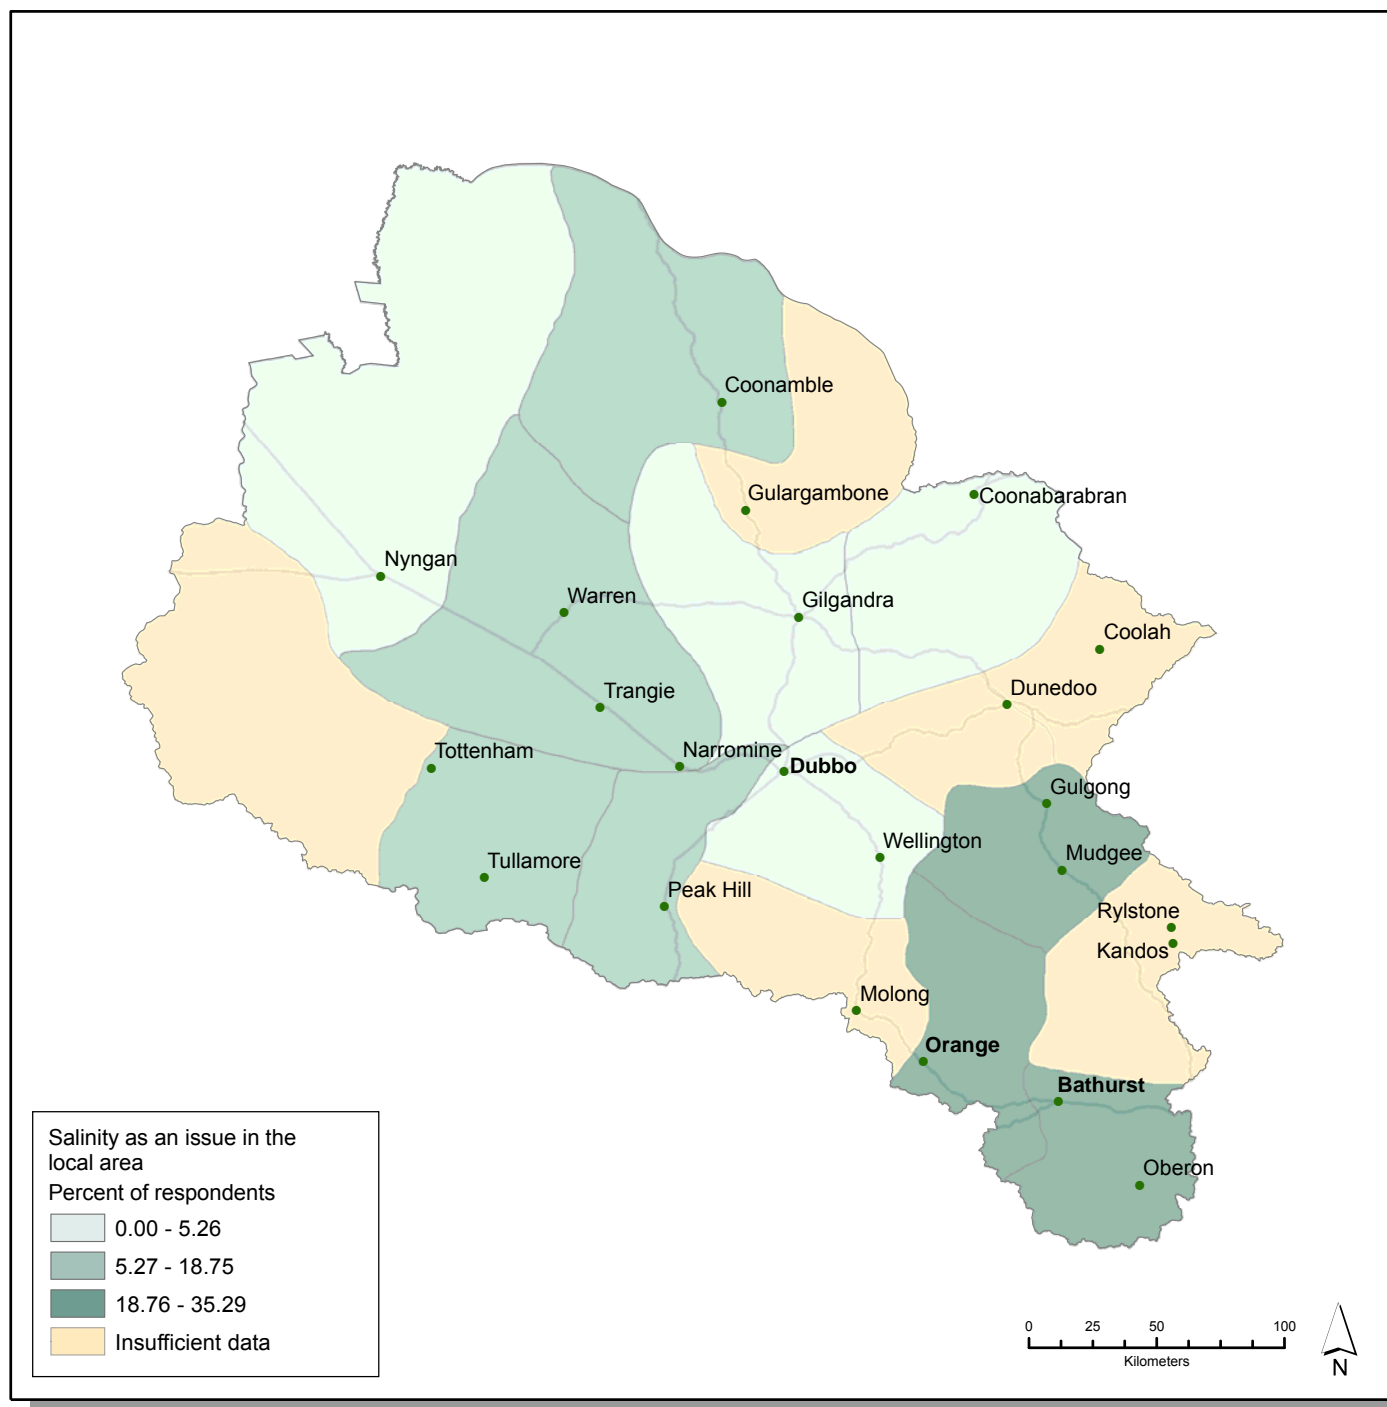 Coonamble
Gulargambone
Coonabarabran
Nyngan
Warren
Gilgandra
Coolah
Trangie
Dunedoo
Tottenham
Narromine
Dubbo
Gulgong
Wellington
Mudgee
Tullamore
Peak Hill
Rylstone
Kandos
Molong
Orange
Bathurst
Oberon
Salinity as an issue in the
local area
Percent of respondents
0.00 - 5.26
5.27 - 18.75
18.76 - 35.29
Insufficient data
0 25 50 100
Kilometers
N